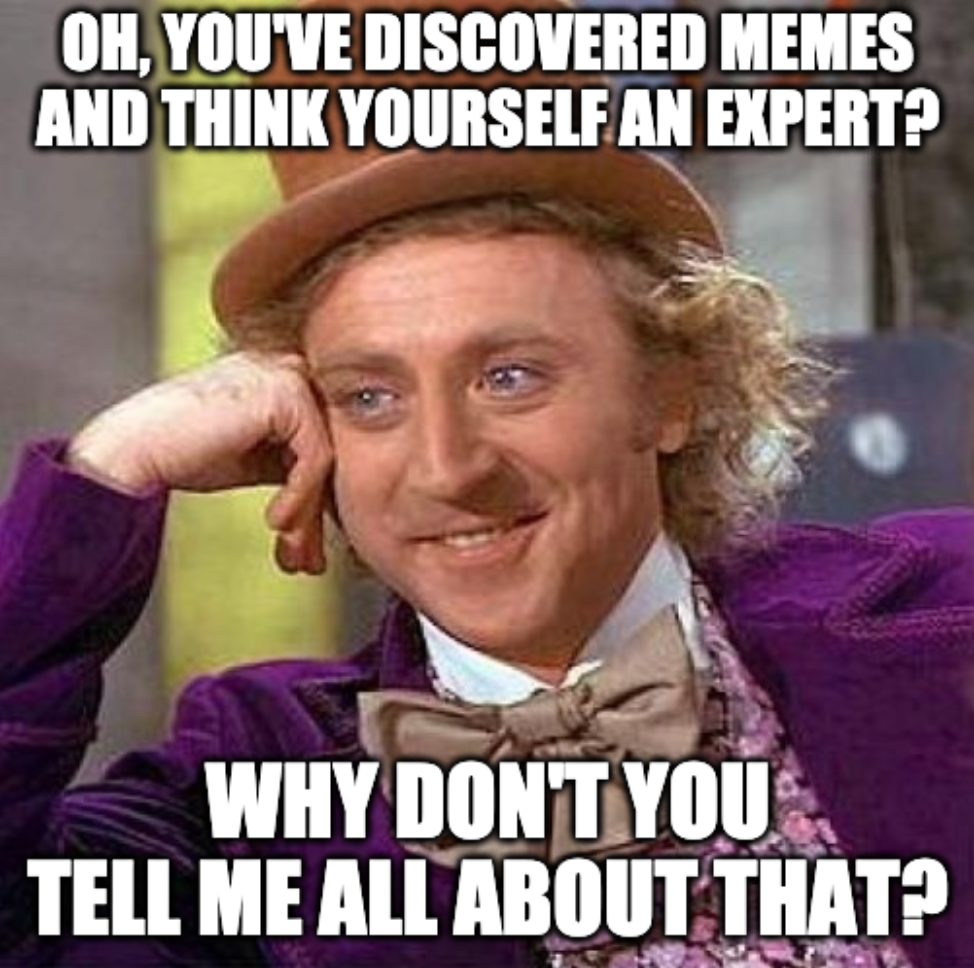 OH, YOU'VE DISCOVERED MEMES
AND THINK YOURSELF AN EXPERT?
WHY DON'T YOU
TELL ME ALL ABOUT THAT?